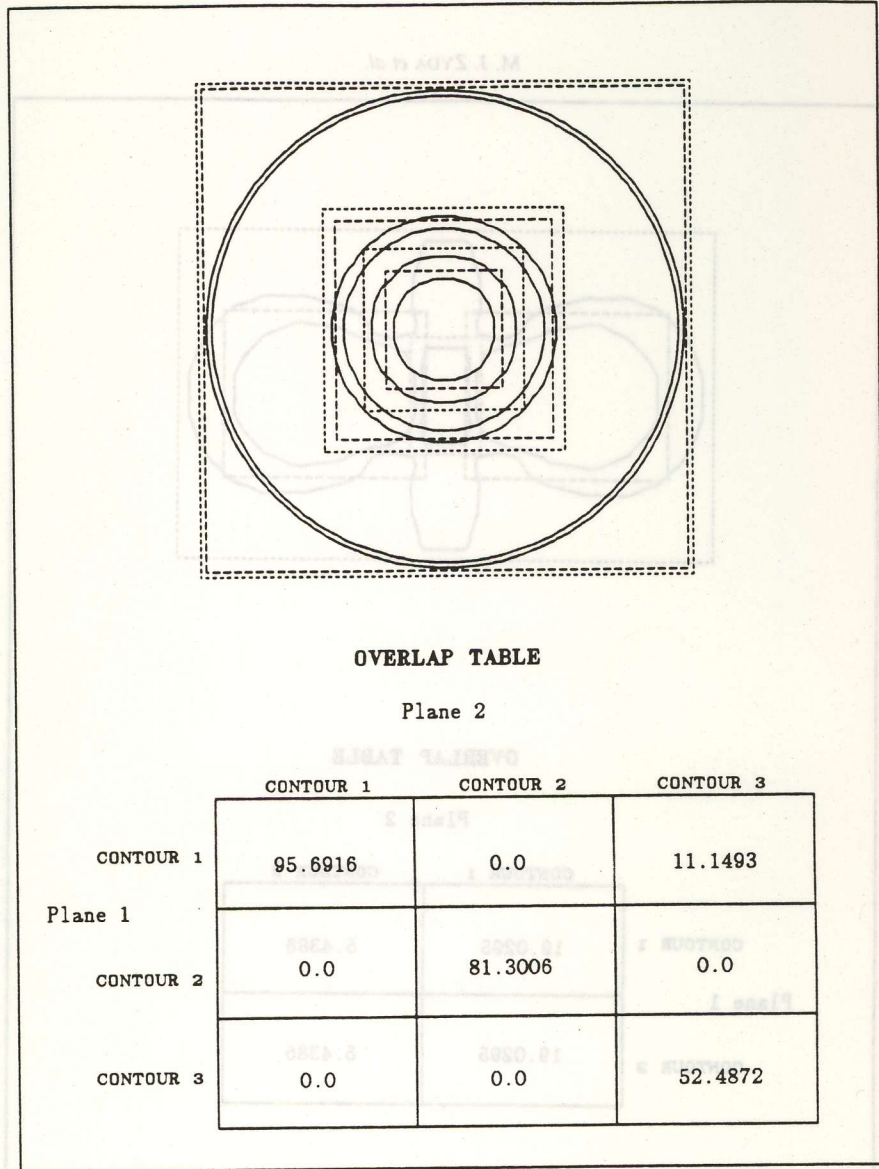 OVERLAP TABLE
Plane 2
CONTOUR 1 CONTOUR 2 CONTOUR 3
CONTOUR 1 95.6916 0.0 11.1493
Plane 1
CONTOUR 2 0.0 81.3006 0.0
CONTOUR 3 0.0 0.0 52.4872